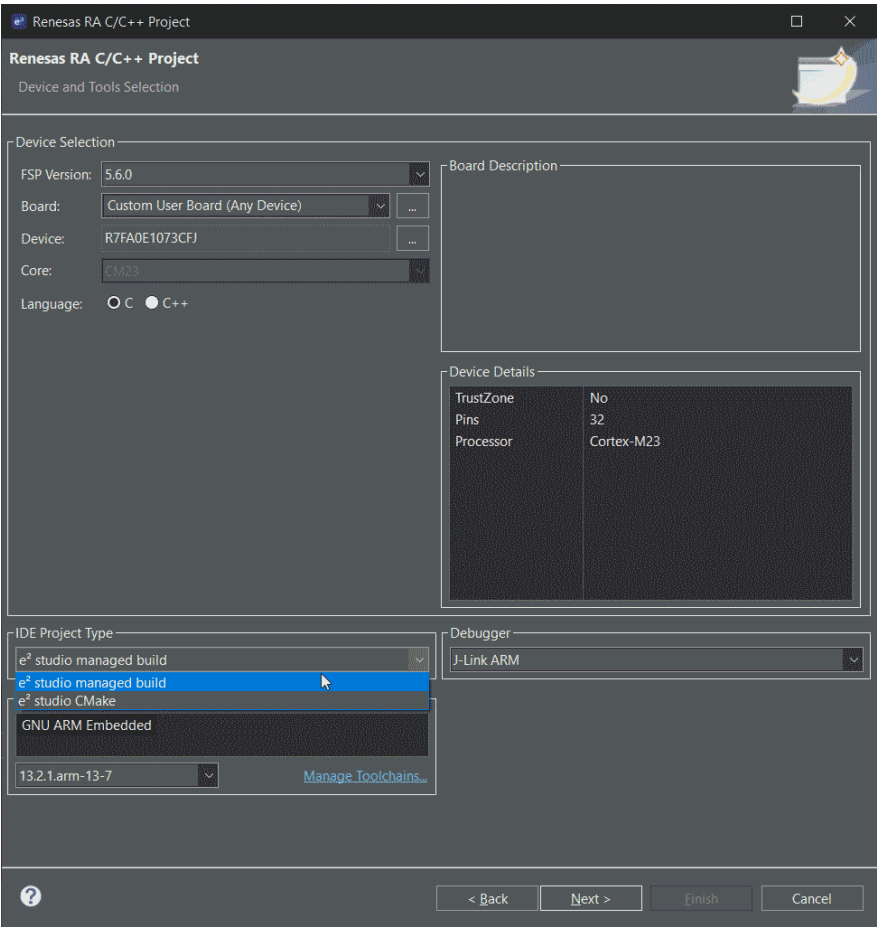 e² Renesas RA C/C++ Project
Renesas RA C/C++ Project
Device and Tools Selection
Device Selection
FSP Version: 5.6.0
Board: Custom User Board (Any Device) ...
Device: R7FA0E1073CFJ ...
Core: CM23
Language: C C++
Board Description
Device Details
TrustZone No
Pins 32
Processor Cortex-M23
IDE Project Type
e² studio managed build
e² studio managed build
e² studio CMake
GNU ARM Embedded
13.2.1.arm-13-7 Manage Toolchains...
Debugger
J-Link ARM
? < Back Next > Finish Cancel